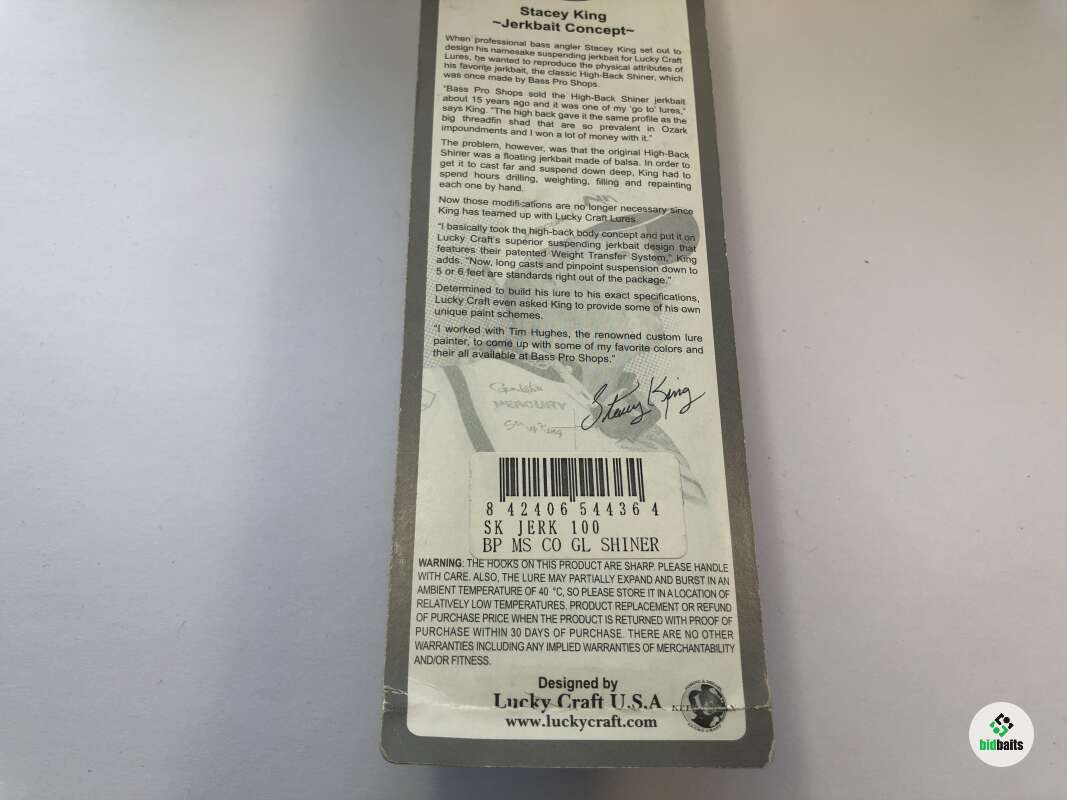 Stacey King
~Jerkbait Concept~
When professional bass angler Stacey King set out to
design his namesake suspending jerkbait for Lucky Craft
Lures, he wanted to reproduce the physical attributes of
his favorite jerkbait, the classic High-Back Shiner, which
was once made by Bass Pro Shops.
"Bass Pro Shops sold the High-Back Shiner jerkbait
about 15 years ago and it was one of my 'go to' lures,"
says King. "The high back gave it the same profile as the
big threadfin shad that are so prevalent in Ozark
impoundments and I won a lot of money with it."
The problem, however, was that the original High-Back
Shiner was a floating jerkbait made of balsa. In order to
get it to cast far and suspend down deep, King had to
spend hours drilling, weighting, filling and repainting
each one by hand.
Now those modifications are no longer necessary since
King has teamed up with Lucky Craft Lures.
"I basically took the high-back body concept and put it on
Lucky Craft's superior suspending jerkbait design that
features their patented Weight Transfer System," King
adds. "Now, long casts and pinpoint suspension down to
5 or 6 feet are standards right out of the package."
Determined to build his lure to his exact specifications,
Lucky Craft even asked King to provide some of his own
unique paint schemes.
"I worked with Tim Hughes, the renowned custom lure
painter, to come up with some of my favorite colors and
their all available at Bass Pro Shops."
MERCURY
Stacey King
8 42406 54436 4
SK JERK 100
BP MS CO GL SHINER
WARNING: THE HOOKS ON THIS PRODUCT ARE SHARP. PLEASE HANDLE
WITH CARE. ALSO, THE LURE MAY PARTIALLY EXPAND AND BURST IN AN
AMBIENT TEMPERATURE OF 40 °C, SO PLEASE STORE IT IN A LOCATION OF
RELATIVELY LOW TEMPERATURES. PRODUCT REPLACEMENT OR REFUND
OF PURCHASE PRICE WHEN THE PRODUCT IS RETURNED WITH PROOF OF
PURCHASE WITHIN 30 DAYS OF PURCHASE. THERE ARE NO OTHER
WARRANTIES INCLUDING ANY IMPLIED WARRANTIES OF MERCHANTABILITY
AND/OR FITNESS.
Designed by
Lucky Craft U.S.A
www.luckycraft.com
bidbaits